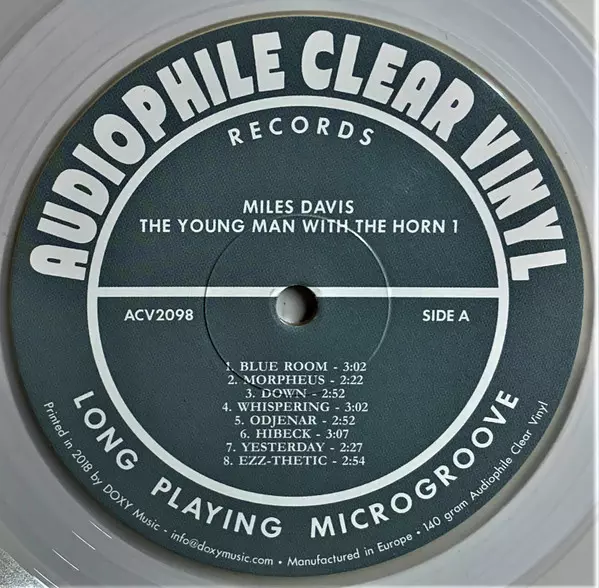 AUDIOPHILE CLEAR VINYL
RECORDS
MILES DAVIS
THE YOUNG MAN WITH THE HORN 1
ACV2098
SIDE A
1. BLUE ROOM - 3:02
2. MORPHEUS - 2:22
3. DOWN - 2:52
4. WHISPERING - 3:02
5. ODJENAR - 2:52
6. HIBECK - 3:07
7. YESTERDAY - 2:27
8. EZZ-THETIC - 2:54
LONG PLAYING MICROGROOVE
Printed in 2018 by DOXY Music - info@doxymusic.com • Manufactured in Europe • 140 gram Audiophile Clear Vinyl